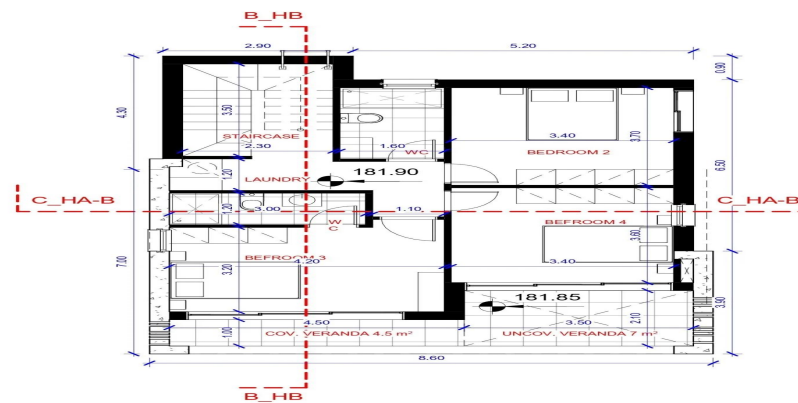 B_HB
2.90
5.20
0.90
4.30
3.50
3.40
3.70
STAIRCASE
1.60
WC
2.30
BEDROOM 2
6.50
1.20
LAUNDRY
181.90
C_HA-B
C_HA-B
1.20
3.00
1.10
WC
BEFROOM 4
3.60
7.00
BEFROOM 3
4.20
3.40
3.20
181.85
3.90
2.10
1.00
4.50
3.50
COV. VERANDA 4.5 m²
UNCOV. VERANDA 7 m²
8.60
B_HB